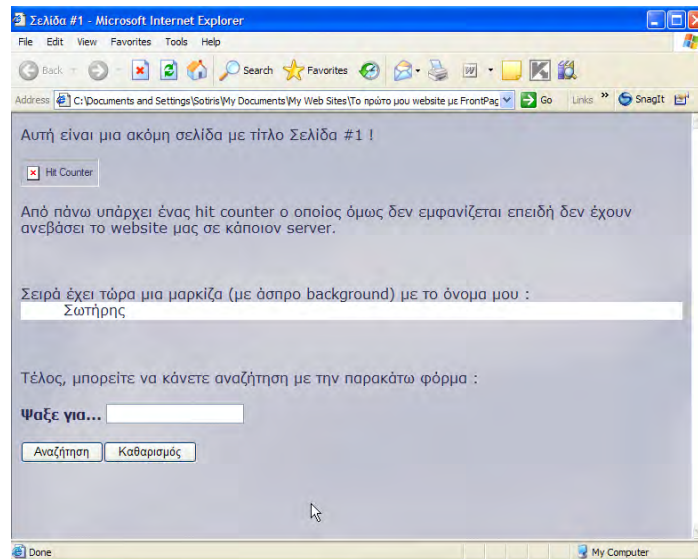 Σελίδα #1 - Microsoft Internet Explorer
File Edit View Favorites Tools Help
Back Search Favorites
Address C:\Documents and Settings\Sotiris\My Documents\My Web Sites\Το πρώτο μου website με FrontPag Go Links » SnagIt
Αυτή είναι μια ακόμη σελίδα με τίτλο Σελίδα #1 !
Hit Counter
Από πάνω υπάρχει ένας hit counter ο οποίος όμως δεν εμφανίζεται επειδή δεν έχουν
ανεβάσει το website μας σε κάποιον server.
Σειρά έχει τώρα μια μαρκίζα (με άσπρο background) με το όνομα μου :
Σωτήρης
Τέλος, μπορείτε να κάνετε αναζήτηση με την παρακάτω φόρμα :
Ψαξε για...
Αναζήτηση Καθαρισμός
Done My Computer